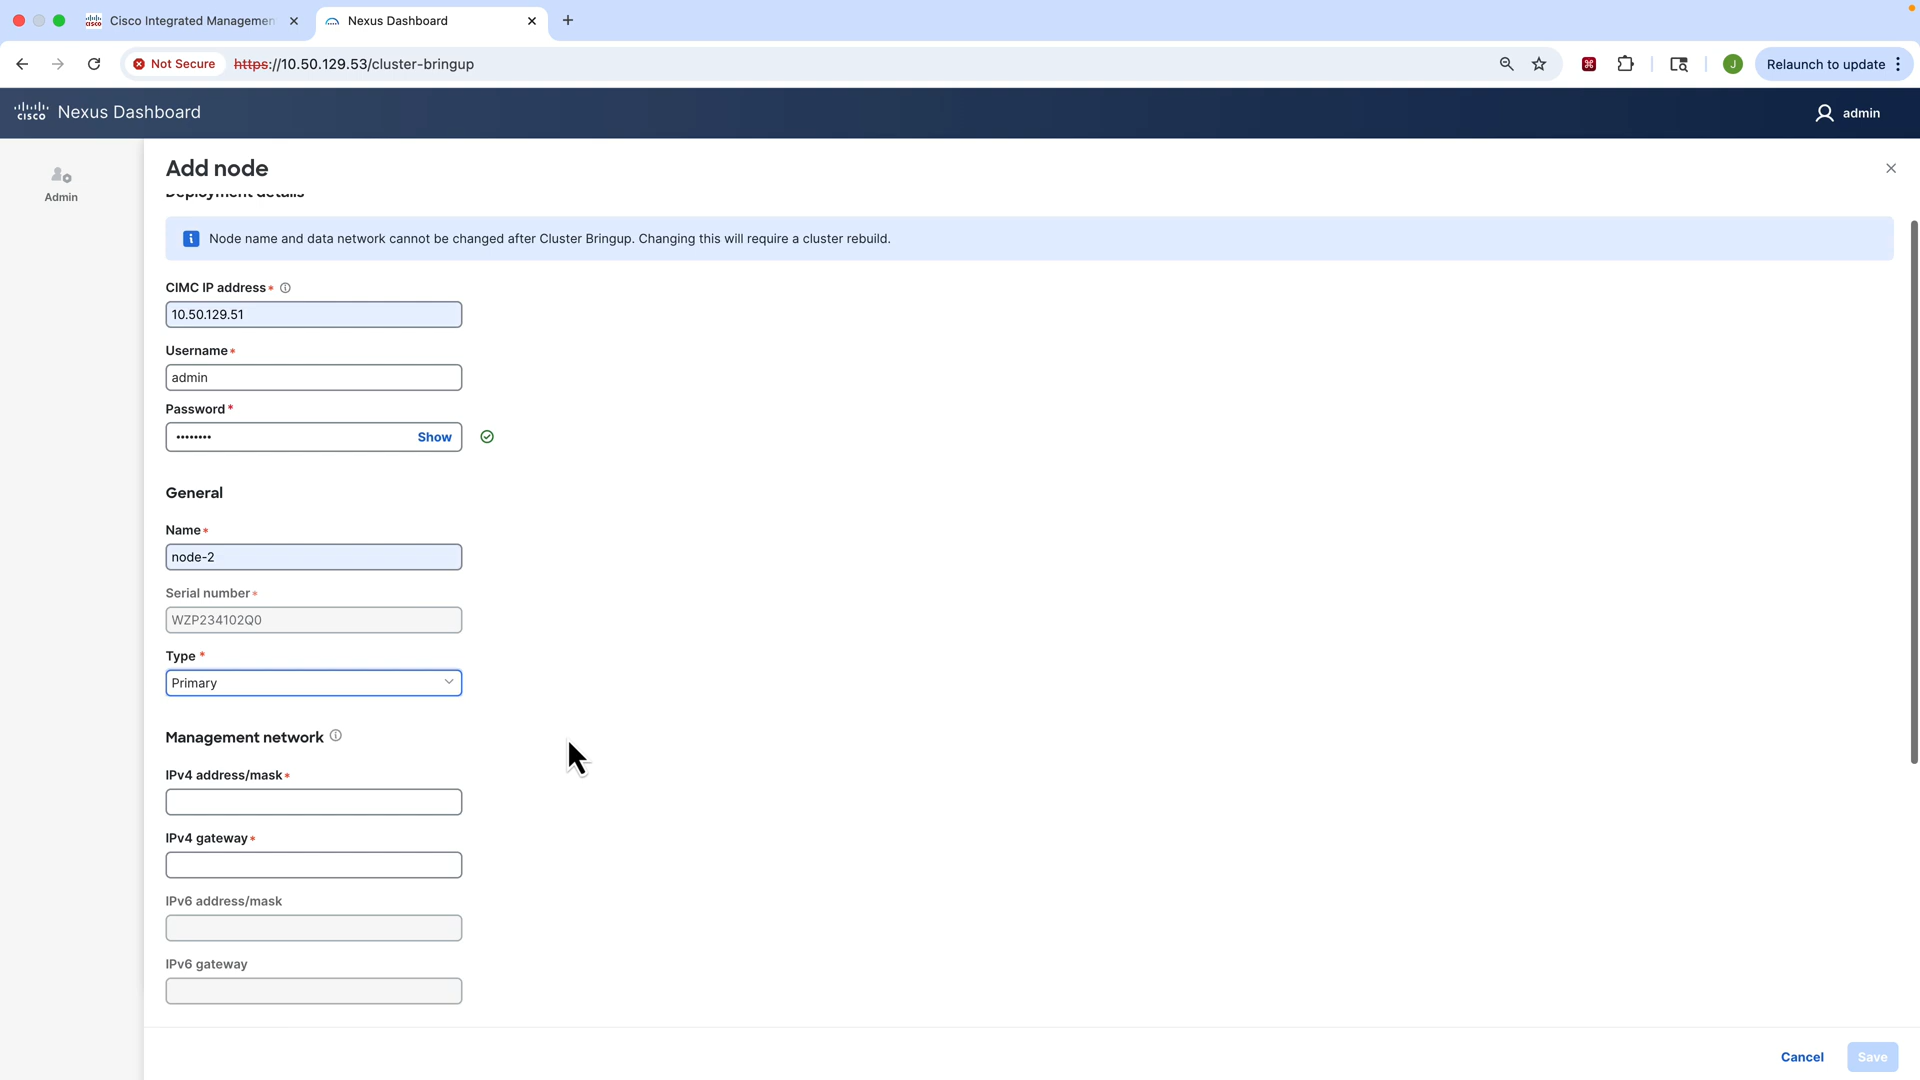 Cisco Integrated Managemen
Nexus Dashboard
Not Secure
https://10.50.129.53/cluster-bringup
J
Relaunch to update
cisco
Nexus Dashboard
admin
Admin
Add node
Deployment details
Node name and data network cannot be changed after Cluster Bringup. Changing this will require a cluster rebuild.
CIMC IP address*
10.50.129.51
Username*
admin
Password*
•••••••• Show
General
Name*
node-2
Serial number*
WZP234102Q0
Type*
Primary
Management network
IPv4 address/mask*
IPv4 gateway*
IPv6 address/mask
IPv6 gateway
Cancel
Save